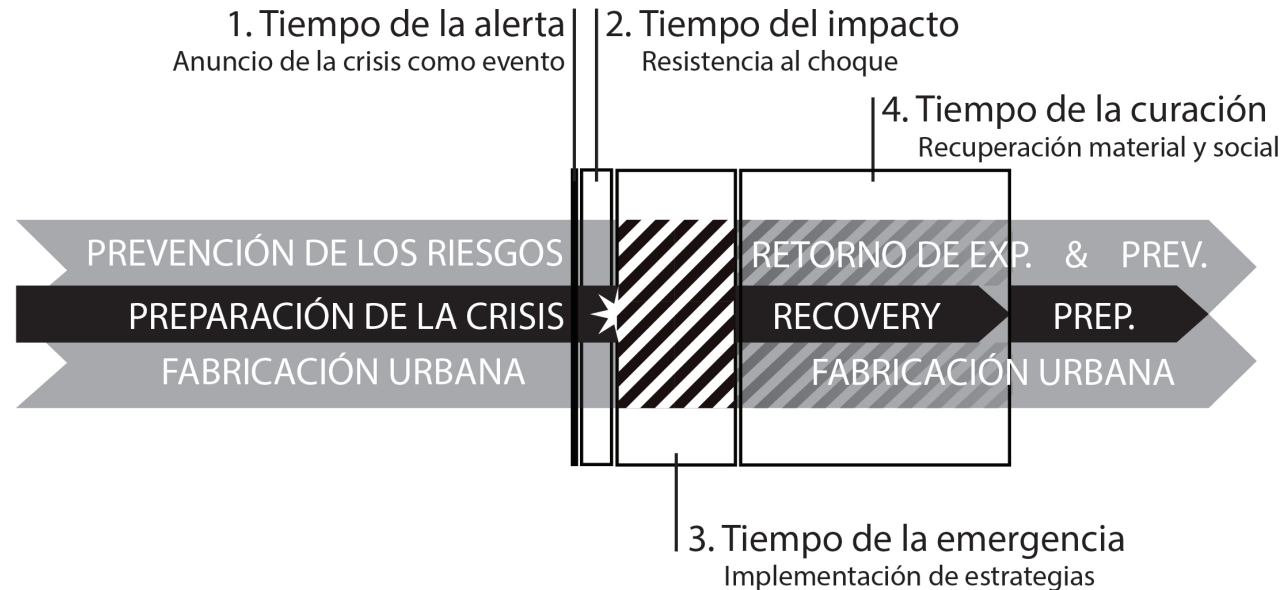 1. Tiempo de la alerta
Anuncio de la crisis como evento
2. Tiempo del impacto
Resistencia al choque
4. Tiempo de la curación
Recuperación material y social
PREVENCIÓN DE LOS RIESGOS
RETORNO DE EXP. & PREV.
PREPARACIÓN DE LA CRISIS
RECOVERY
PREP.
FABRICACIÓN URBANA
FABRICACIÓN URBANA
3. Tiempo de la emergencia
Implementación de estrategias